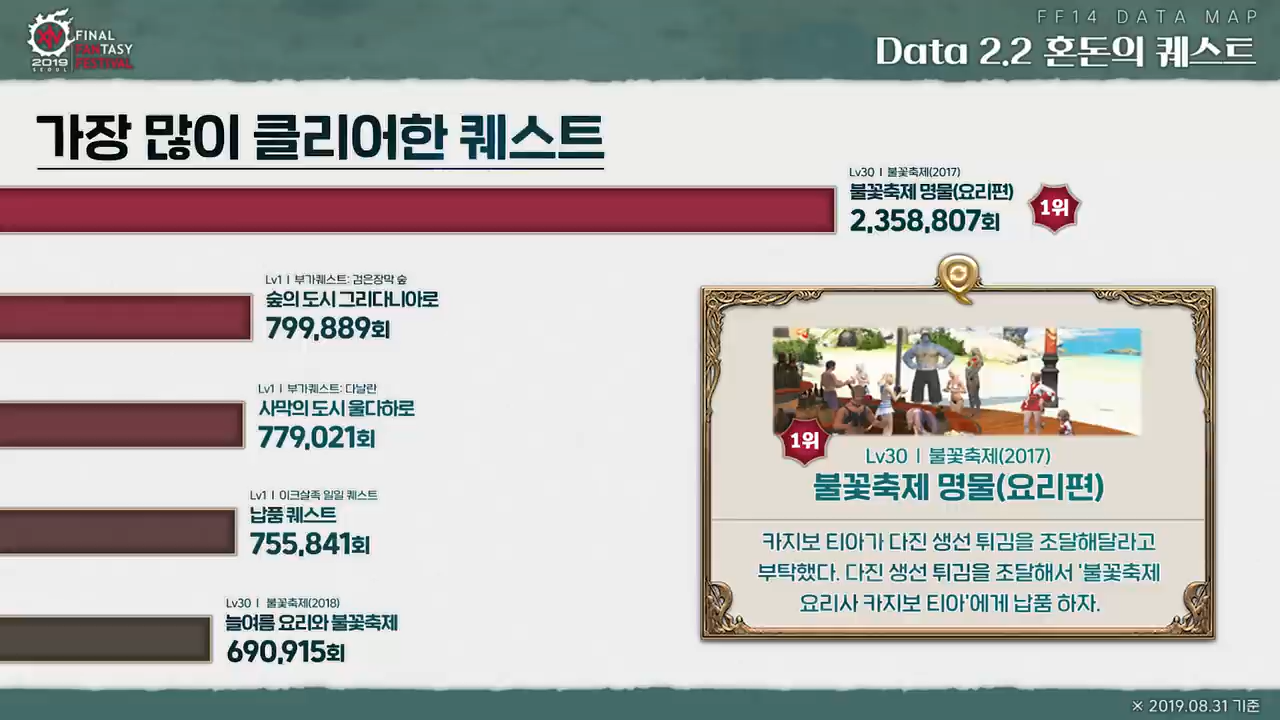 2019
SEOUL
FINAL
FANTASY
FESTIVAL
XIV
FF14 DATA MAP
Data 2.2 혼돈의 퀘스트
가장 많이 클리어한 퀘스트
Lv30 | 불꽃축제(2017)
불꽃축제 명물(요리편)
2,358,807회
1위
Lv1 | 부가퀘스트: 검은장막 숲
숲의 도시 그리다니아로
799,889회
Lv1 | 부가퀘스트: 다날란
사막의 도시 울다하로
779,021회
Lv1 | 이크살족 일일 퀘스트
납품 퀘스트
755,841회
Lv30 | 불꽃축제(2018)
늘여름 요리와 불꽃축제
690,915회
1위
Lv30 | 불꽃축제(2017)
불꽃축제 명물(요리편)
카지보 티아가 다진 생선 튀김을 조달해달라고
부탁했다. 다진 생선 튀김을 조달해서 '불꽃축제
요리사 카지보 티아'에게 납품 하자.
※ 2019.08.31 기준